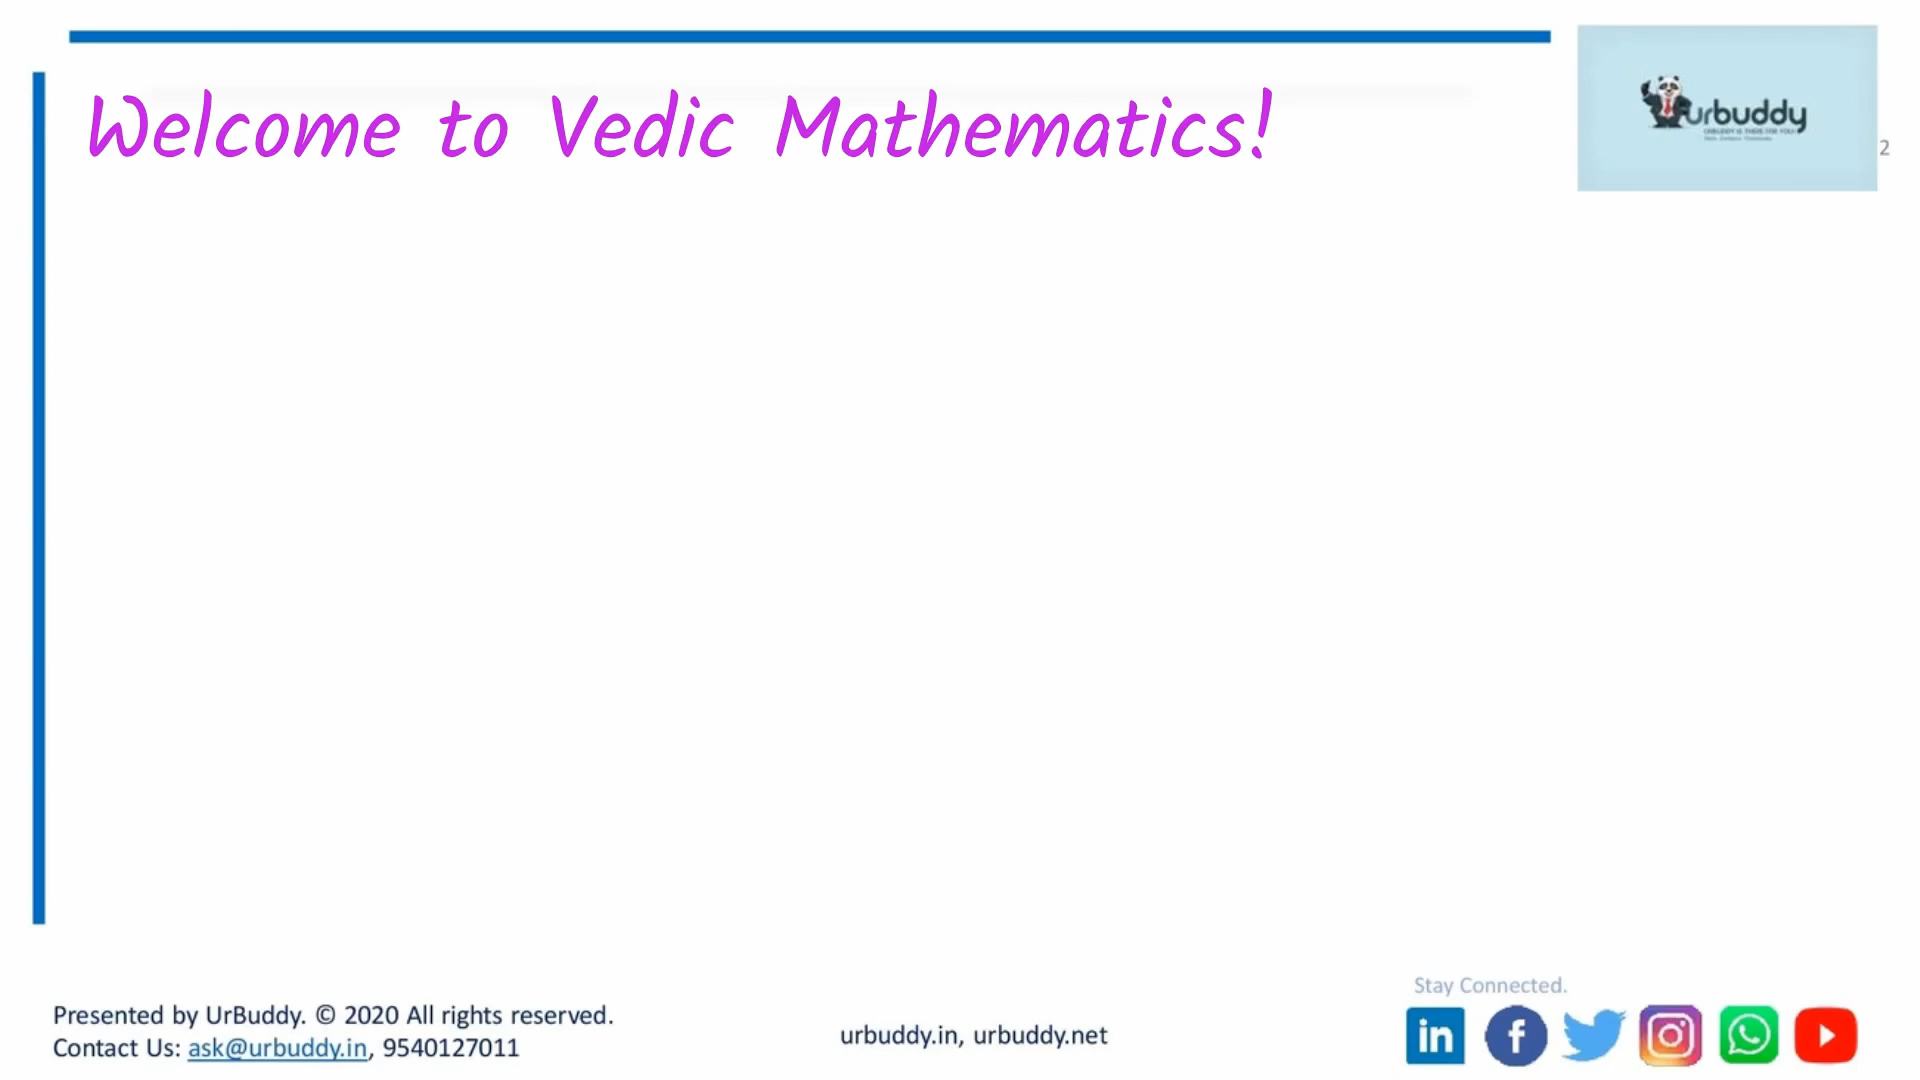 Welcome to Vedic Mathematics!
urbuddy
2
Stay Connected.
Presented by UrBuddy. © 2020 All rights reserved.
Contact Us: ask@urbuddy.in, 9540127011
urbuddy.in, urbuddy.net